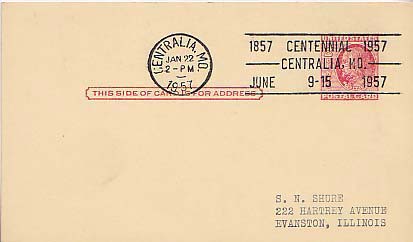 CENTRALIA, MO.
JAN 22
2-PM
1957
1857 CENTENNIAL 1957
CENTRALIA, MO.
JUNE 9-15 1957
UNITED STATES
POSTAL CARD
THIS SIDE OF CARD IS FOR ADDRESS
S. N. SHURE
222 HARTREY AVENUE
EVANSTON, ILLINOIS